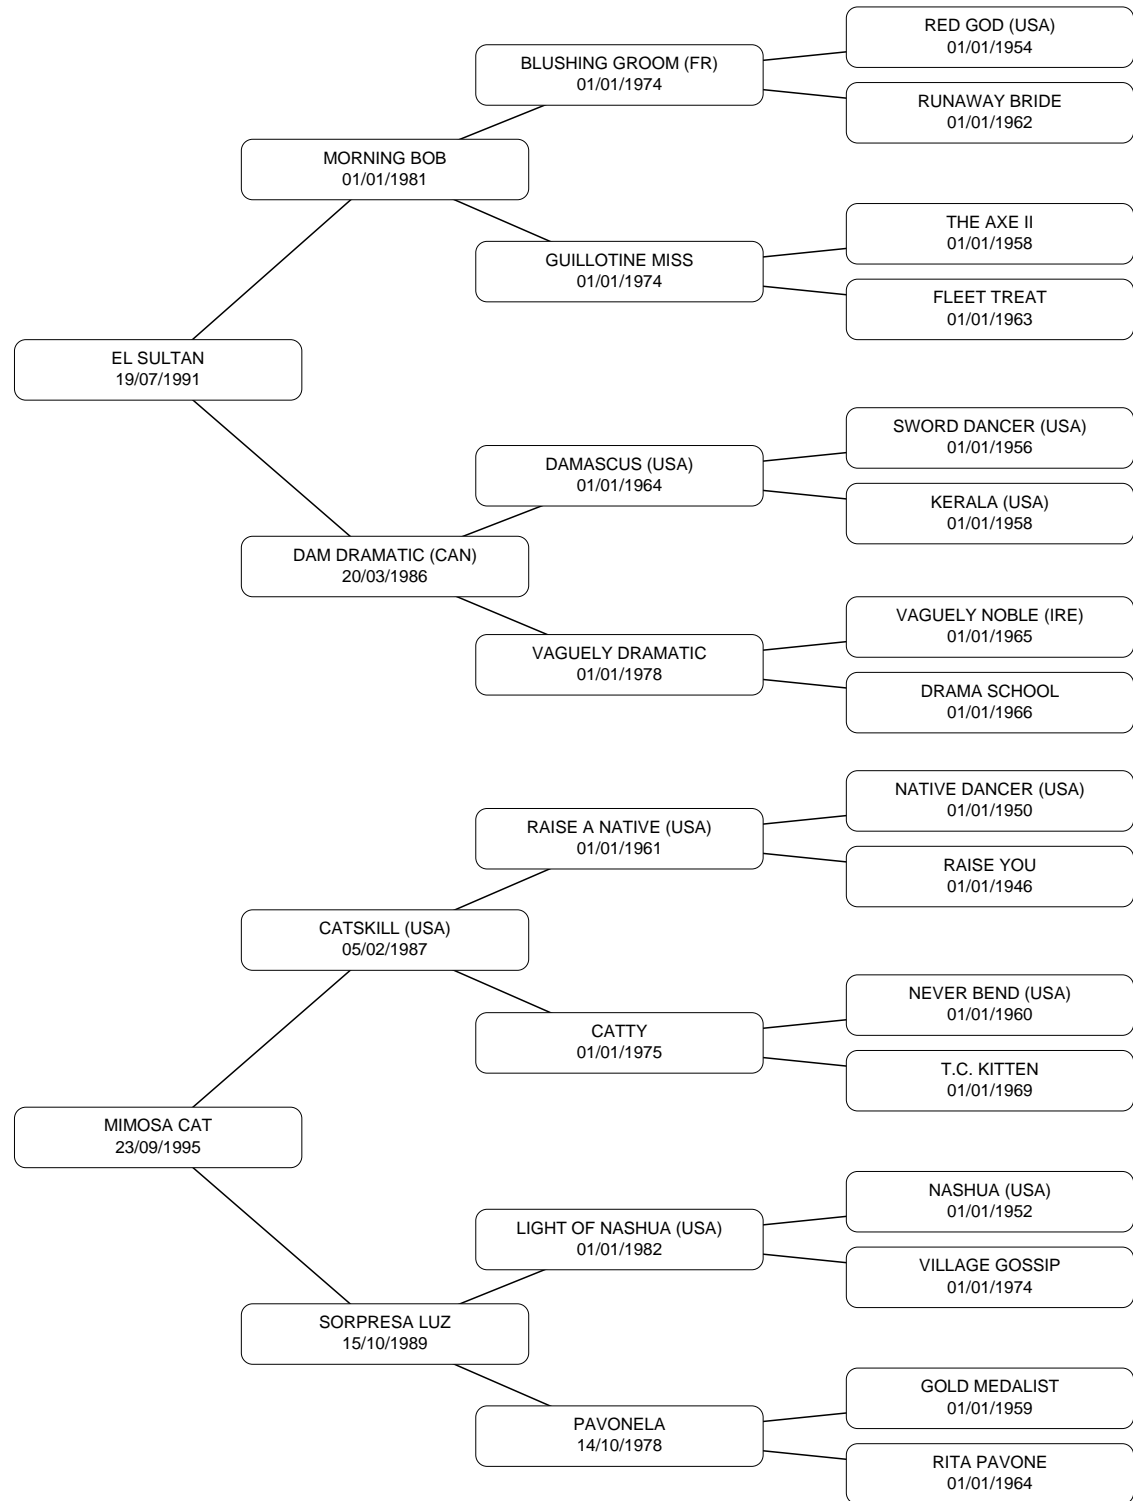 RED GOD (USA)
01/01/1954
BLUSHING GROOM (FR)
01/01/1974
RUNAWAY BRIDE
01/01/1962
MORNING BOB
01/01/1981
THE AXE II
01/01/1958
GUILLOTINE MISS
01/01/1974
FLEET TREAT
01/01/1963
EL SULTAN
19/07/1991
SWORD DANCER (USA)
01/01/1956
DAMASCUS (USA)
01/01/1964
KERALA (USA)
01/01/1958
DAM DRAMATIC (CAN)
20/03/1986
VAGUELY NOBLE (IRE)
01/01/1965
VAGUELY DRAMATIC
01/01/1978
DRAMA SCHOOL
01/01/1966
NATIVE DANCER (USA)
01/01/1950
RAISE A NATIVE (USA)
01/01/1961
RAISE YOU
01/01/1946
CATSKILL (USA)
05/02/1987
NEVER BEND (USA)
01/01/1960
CATTY
01/01/1975
T.C. KITTEN
01/01/1969
MIMOSA CAT
23/09/1995
NASHUA (USA)
01/01/1952
LIGHT OF NASHUA (USA)
01/01/1982
VILLAGE GOSSIP
01/01/1974
SORPRESA LUZ
15/10/1989
GOLD MEDALIST
01/01/1959
PAVONELA
14/10/1978
RITA PAVONE
01/01/1964